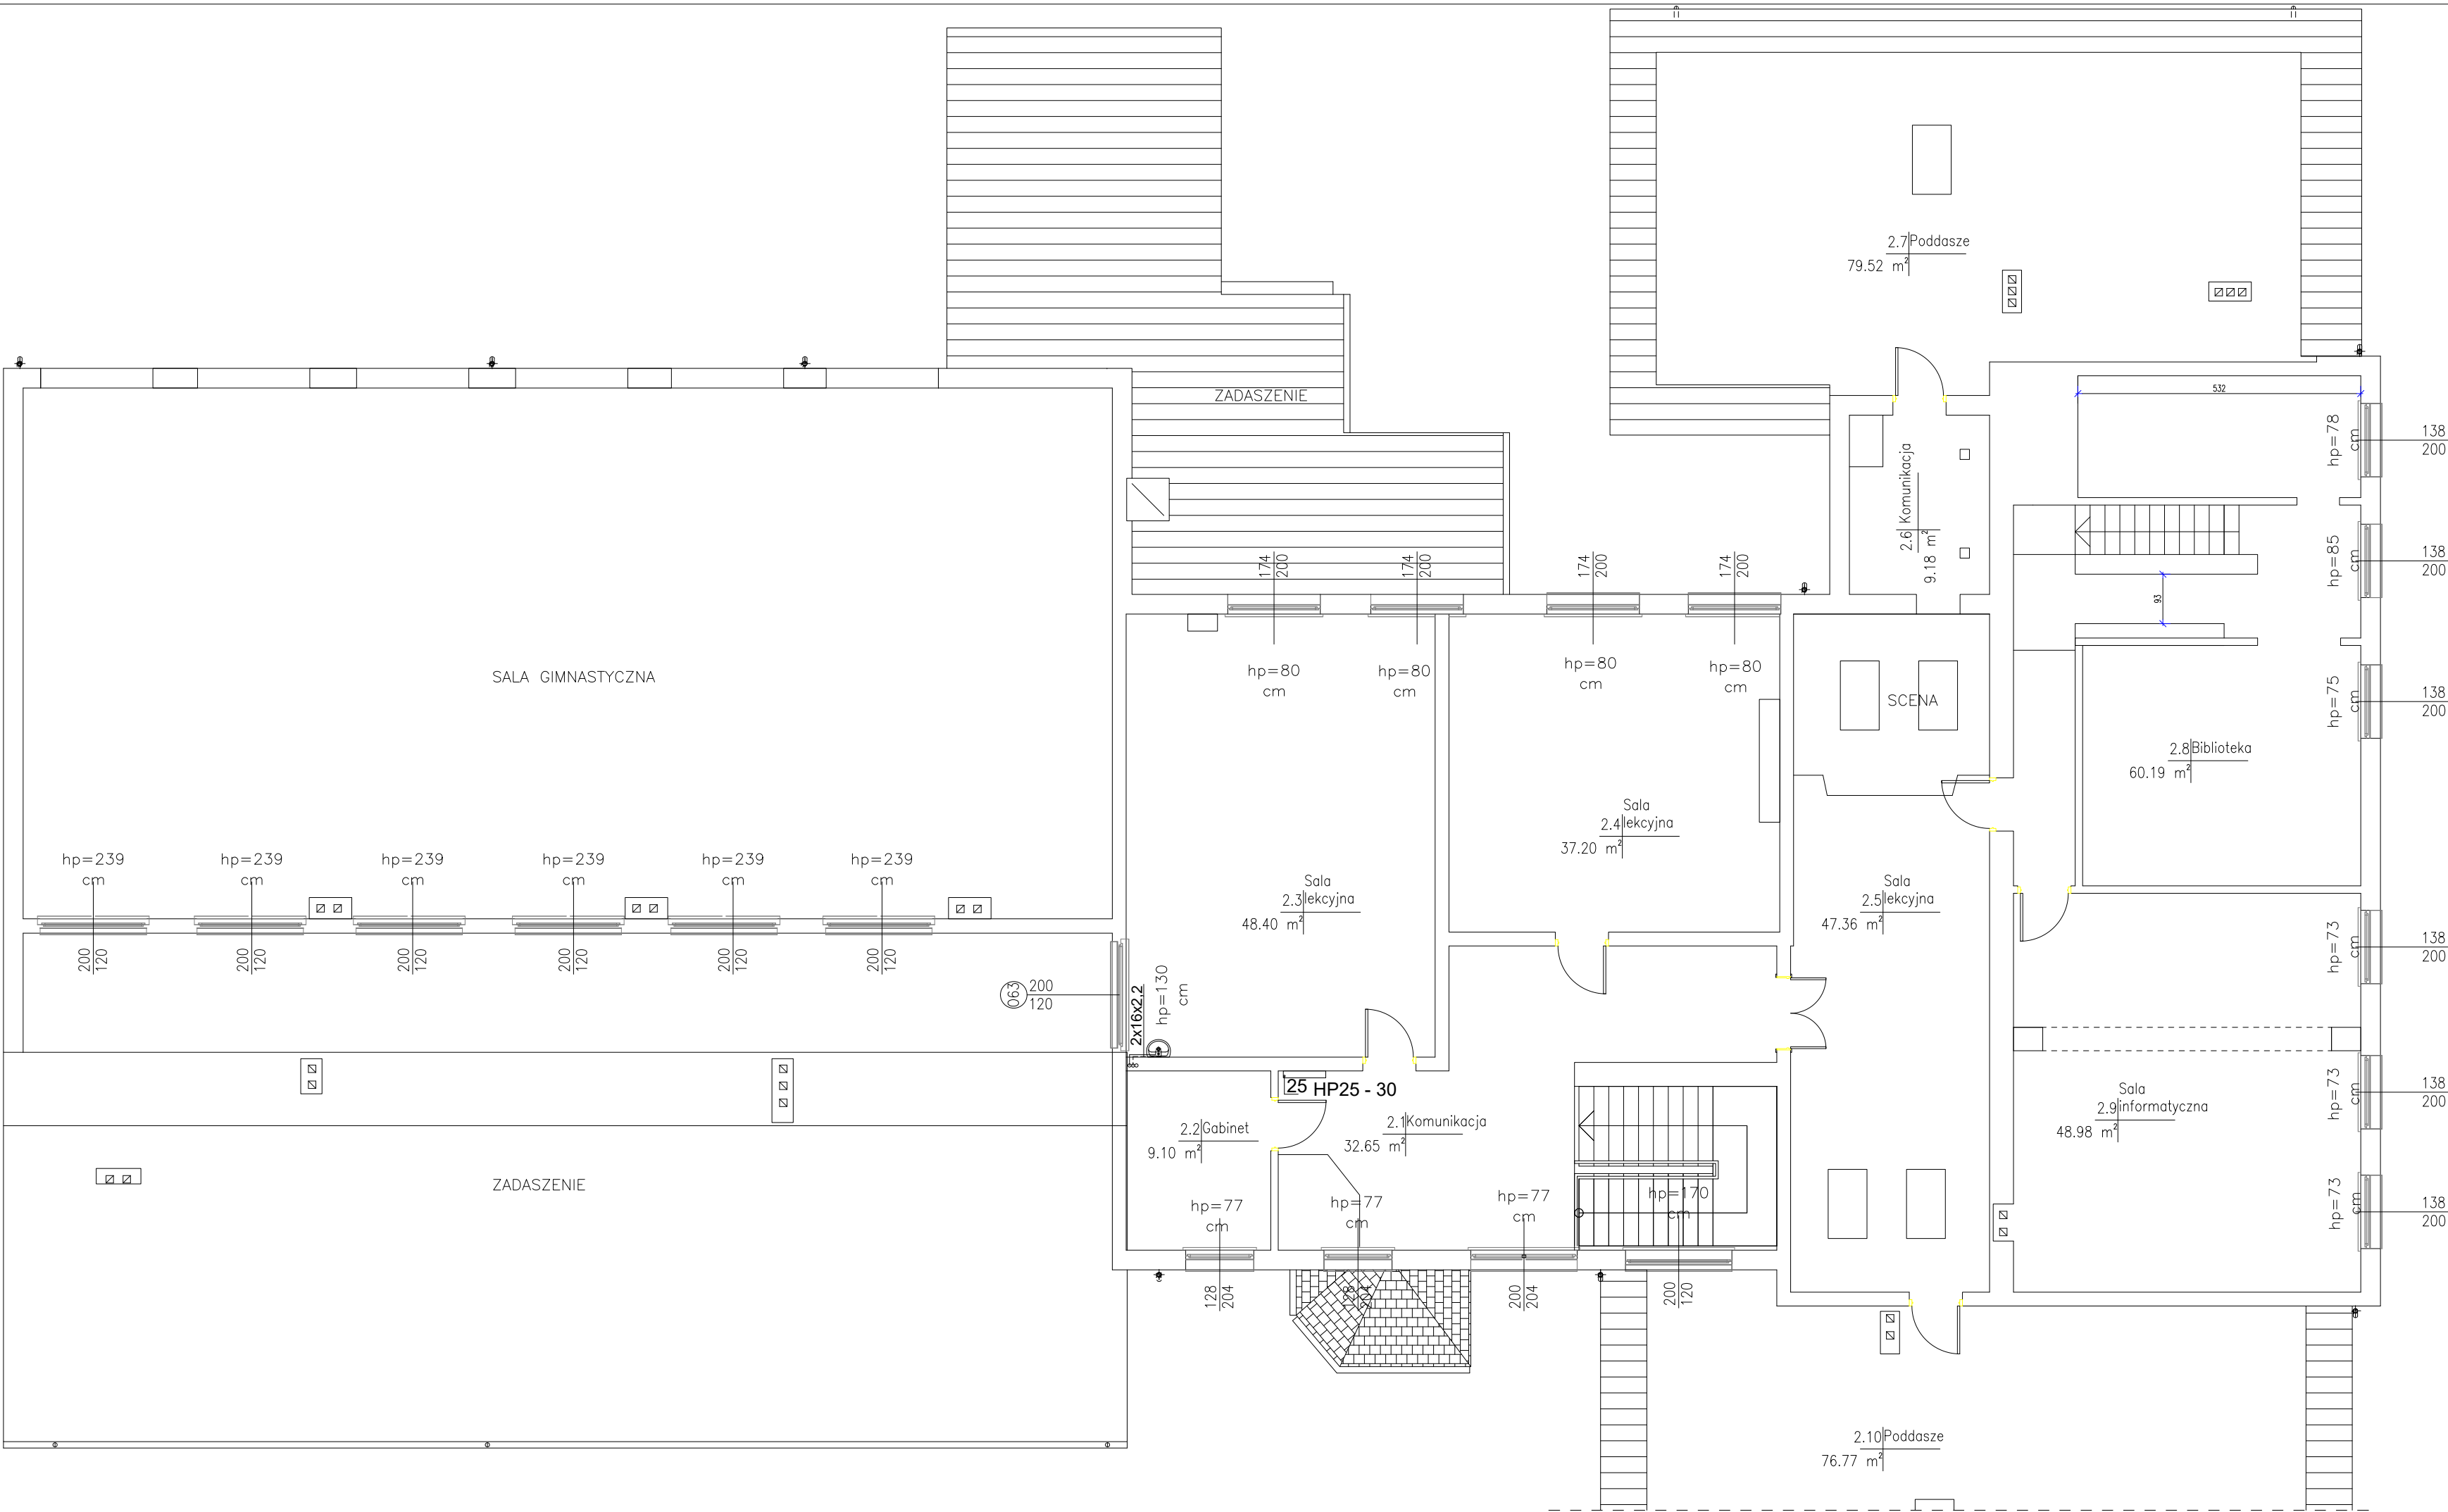 532
hp=78
cm
138
200
2.7 Poddasze
79.52 m²
ZADASZENIE
2.6 Komunikacja
9.18 m²
hp=85
cm
138
200
93
174
200
174
200
174
200
174
200
hp=80
cm
hp=80
cm
hp=80
cm
hp=80
cm
SALA GIMNASTYCZNA
SCENA
hp=75
cm
138
200
2.8 Biblioteka
60.19 m²
Sala
2.4 lekcyjna
37.20 m²
hp=239
cm
hp=239
cm
hp=239
cm
hp=239
cm
hp=239
cm
hp=239
cm
Sala
2.3 lekcyjna
48.40 m²
Sala
2.5 lekcyjna
47.36 m²
200
120
200
120
200
120
200
120
200
120
200
120
hp=73
cm
138
200
063
200
120
2x16x2.2
hp=130
cm
25 HP25 - 30
hp=73
cm
138
200
Sala
2.9 informatyczna
48.98 m²
2.2 Gabinet
9.10 m²
2.1 Komunikacja
32.65 m²
ZADASZENIE
hp=77
cm
hp=77
cm
hp=77
cm
hp=170
cm
hp=73
cm
138
200
128
204
200
204
200
120
2.10 Poddasze
76.77 m²